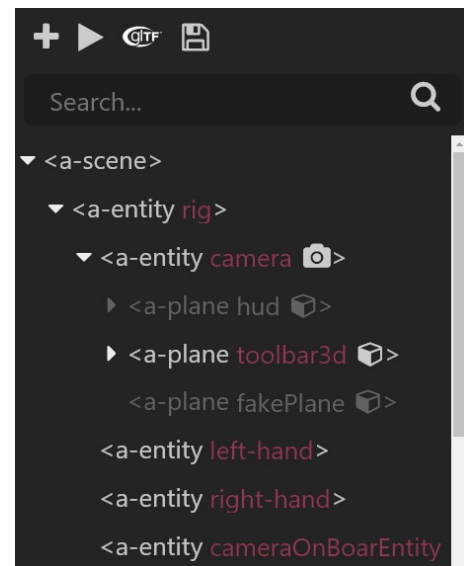 glTF
Search...
<a-scene>
<a-entity rig>
<a-entity camera >
<a-plane hud >
<a-plane toolbar3d >
<a-plane fakePlane >
<a-entity left-hand>
<a-entity right-hand>
<a-entity cameraOnBoarEntity